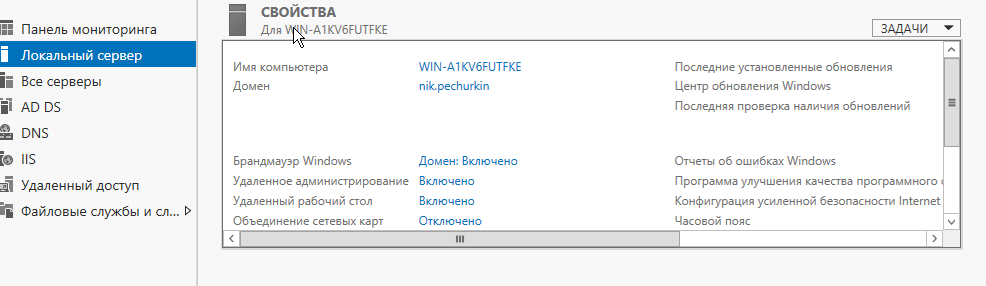 Панель мониторинга
Локальный сервер
Все серверы
AD DS
DNS
IIS
Удаленный доступ
Файловые службы и сл...
СВОЙСТВА
Для WIN-A1KV6FUTFKE
ЗАДАЧИ
Имя компьютера WIN-A1KV6FUTFKE Последние установленные обновления
Домен nik.pechurkin Центр обновления Windows
Последняя проверка наличия обновлений
Брандмауэр Windows Домен: Включено Отчеты об ошибках Windows
Удаленное администрирование Включено Программа улучшения качества программного о
Удаленный рабочий стол Включено Конфигурация усиленной безопасности Internet
Объединение сетевых карт Отключено Часовой пояс